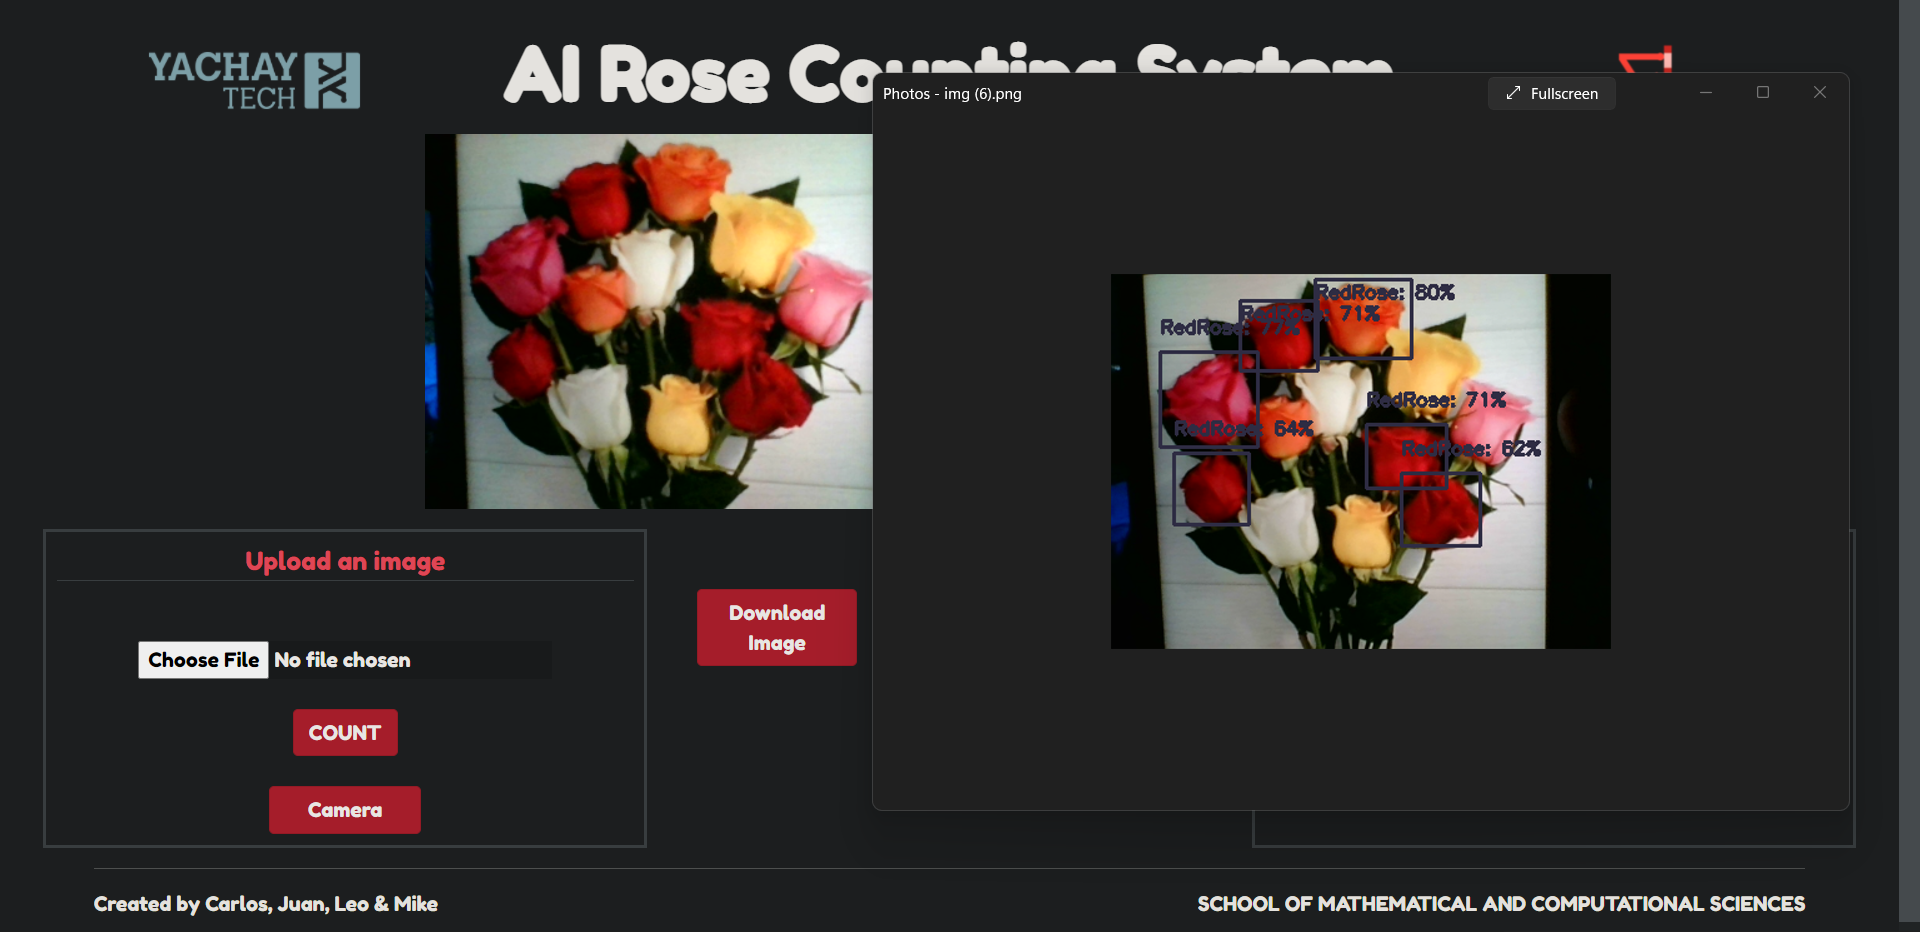 YACHAY
TECH
AI Rose Counting System
Photos - img (6).png
Fullscreen
RedRose: 80%
RedRose: 71%
RedRose: 77%
RedRose: 71%
RedRose: 64%
RedRose: 62%
Upload an image
Choose File No file chosen
COUNT
Camera
Download
Image
Created by Carlos, Juan, Leo & Mike
SCHOOL OF MATHEMATICAL AND COMPUTATIONAL SCIENCES